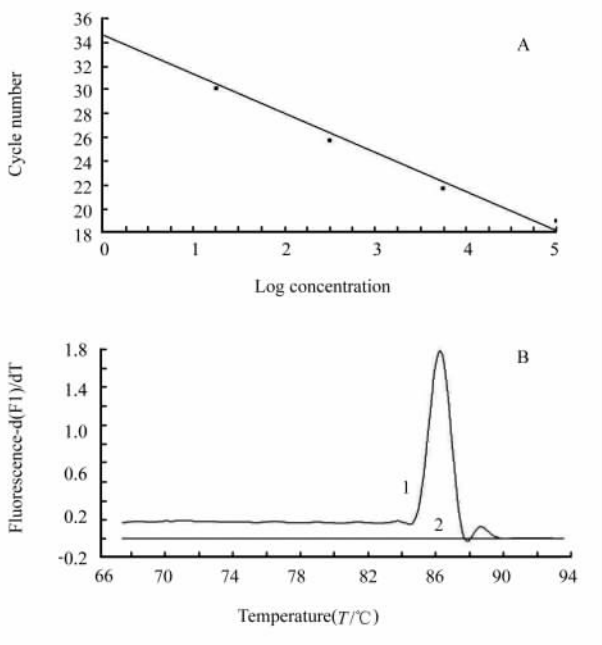 36
34
32
30
28
26
24
22
20
18
Cycle number
A
0 1 2 3 4 5
Log concentration
1.8
1.4
1.0
0.6
0.2
-0.2
Fluorescence-d(F1)/dT
B
1
2
66 70 74 78 82 86 90 94
Temperature(T/℃)